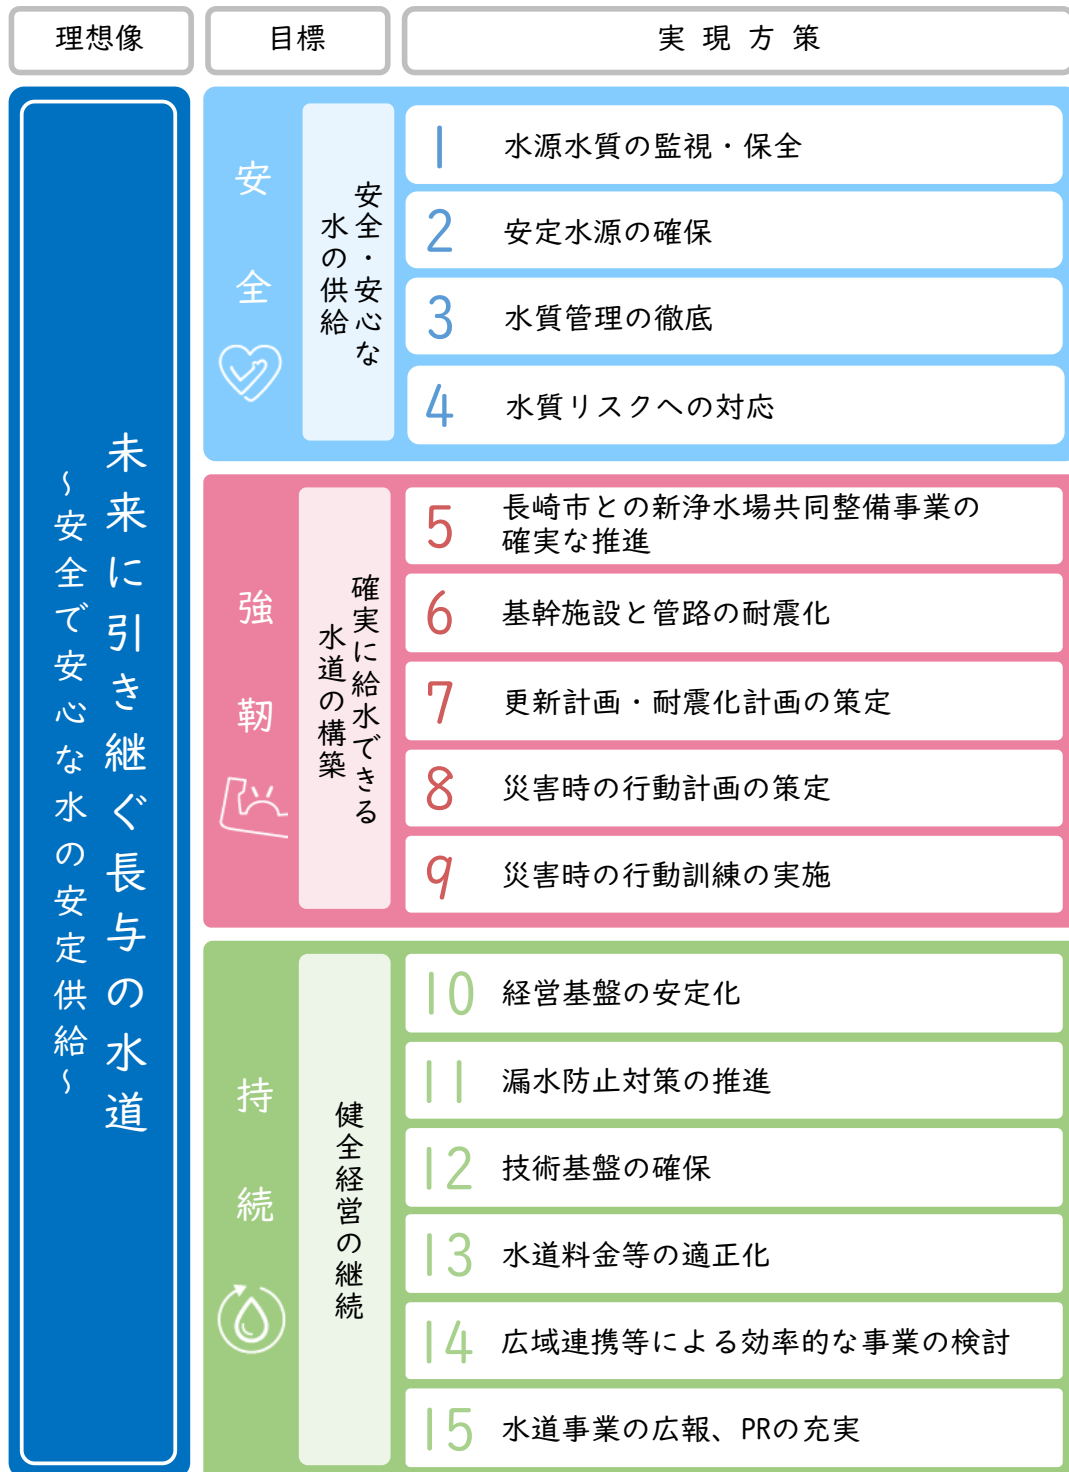 理想像
目標
実現方策
未来に引き継ぐ長与の水道
~安全で安心な水の安定供給~
安全
安全・安心な
水の供給
1 水源水質の監視・保全
2 安定水源の確保
3 水質管理の徹底
4 水質リスクへの対応
強靭
確実に給水できる
水道の構築
5 長崎市との新浄水場共同整備事業の
確実な推進
6 基幹施設と管路の耐震化
7 更新計画・耐震化計画の策定
8 災害時の行動計画の策定
9 災害時の行動訓練の実施
持続
健全経営の継続
10 経営基盤の安定化
11 漏水防止対策の推進
12 技術基盤の確保
13 水道料金等の適正化
14 広域連携等による効率的な事業の検討
15 水道事業の広報、PRの充実